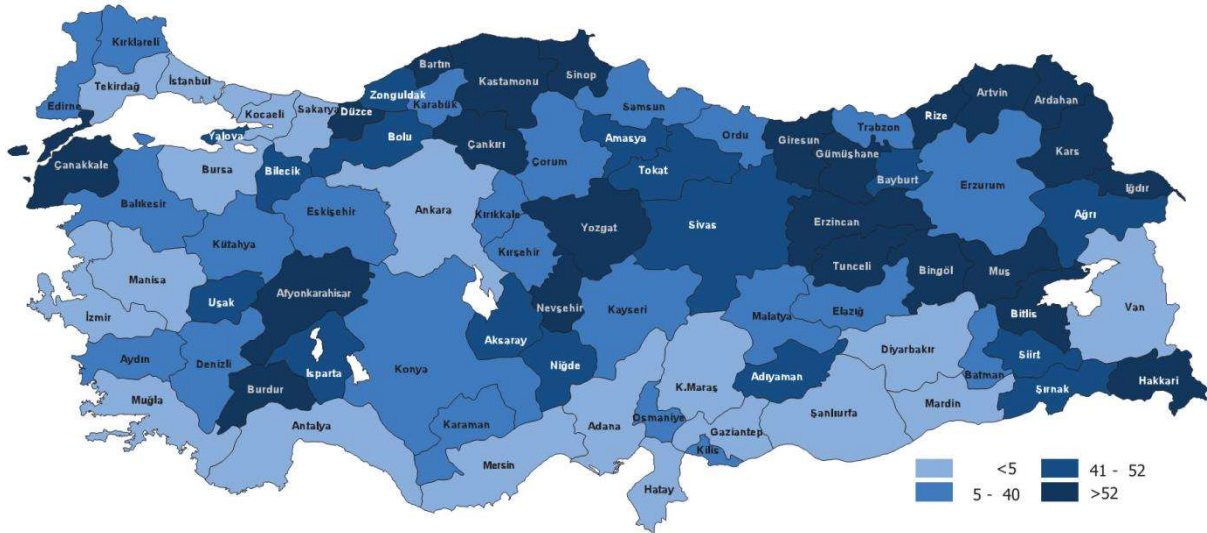 Kırklareli
Edirne
Tekirdağ
İstanbul
Kocaeli
Sakarya
Yalova
Düzce
Zonguldak
Bartın
Karabük
Kastamonu
Sinop
Bolu
Çankırı
Çorum
Samsun
Amasya
Tokat
Ordu
Giresun
Gümüşhane
Trabzon
Bayburt
Rize
Artvin
Ardahan
Kars
Iğdır
Ağrı
Erzurum
Çanakkale
Balıkesir
Bursa
Bilecik
Kütahya
Eskişehir
Ankara
Kırıkkale
Kırşehir
Yozgat
Sivas
Erzincan
Tunceli
Bingöl
Muş
Bitlis
Van
Manisa
İzmir
Uşak
Afyonkarahisar
Aydın
Denizli
Muğla
Burdur
Isparta
Antalya
Konya
Karaman
Mersin
Aksaray
Nevşehir
Niğde
Kayseri
Adana
Osmaniye
Hatay
K.Maraş
Gaziantep
Kilis
Malatya
Adıyaman
Şanlıurfa
Elazığ
Diyarbakır
Mardin
Batman
Siirt
Şırnak
Hakkari
<5
5 - 40
41 - 52
>52